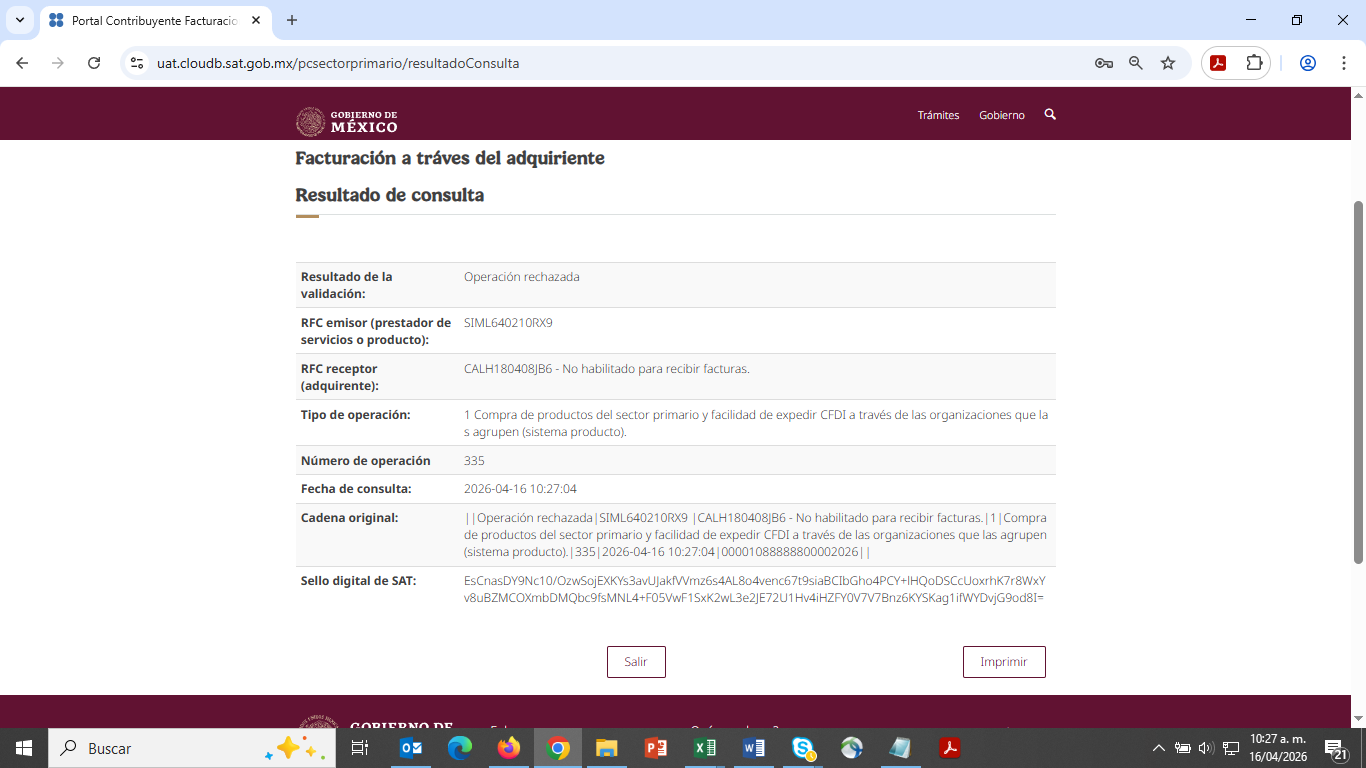 Portal Contribuyente Facturacio
uat.cloudb.sat.gob.mx/pcsectorprimario/resultadoConsulta
GOBIERNO DE
MÉXICO
Trámites
Gobierno
Facturación a tráves del adquiriente
Resultado de consulta
Resultado de la
validación:
Operación rechazada
RFC emisor (prestador de
servicios o producto):
SIML640210RX9
RFC receptor
(adquirente):
CALH180408JB6 - No habilitado para recibir facturas.
Tipo de operación:
1 Compra de productos del sector primario y facilidad de expedir CFDI a través de las organizaciones que la
s agrupen (sistema producto).
Número de operación
335
Fecha de consulta:
2026-04-16 10:27:04
Cadena original:
||Operación rechazada|SIML640210RX9 |CALH180408JB6 - No habilitado para recibir facturas.|1|Compra
de productos del sector primario y facilidad de expedir CFDI a través de las organizaciones que las agrupen
(sistema producto).|335|2026-04-16 10:27:04|00001088888800002026||
Sello digital de SAT:
EsCnasDY9Nc10/OzwSojEXKYs3avUJakfVVmz6s4AL8o4venc67t9siaBCIbGho4PCY+lHQoDSCcUoxrhK7r8WxY
v8uBZMCOXmbDMQbc9fsMNL4+F05VwF1SxK2wL3e2JE72U1Hv4iHZFY0V7V7Bnz6KYSKag1ifWYDvjG9od8I=
Salir
Imprimir
GOBIERNO DE
Buscar
10:27 a. m.
16/04/2026
21